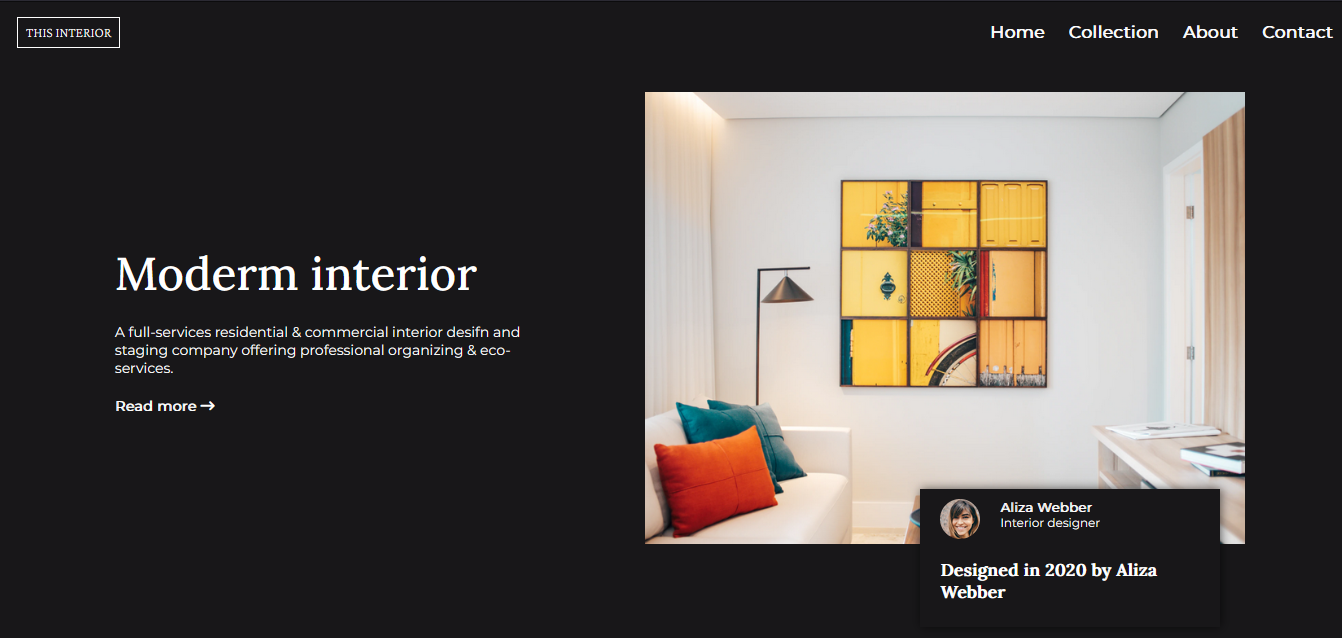 THIS INTERIOR
Home Collection About Contact
Moderm interior
A full-services residential & commercial interior desifn and
staging company offering professional organizing & eco-
services.
Read more →
Aliza Webber
Interior designer
Designed in 2020 by Aliza
Webber